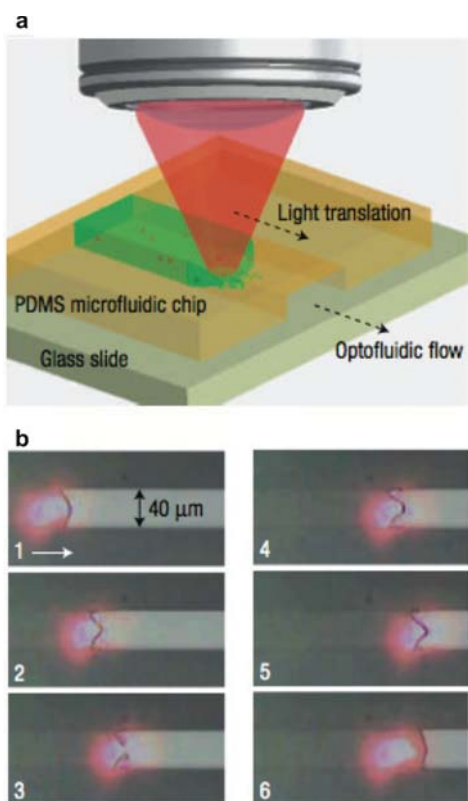 a
Light translation
PDMS microfluidic chip
Optofluidic flow
Glass slide
b
40 μm
1
2
3
4
5
6